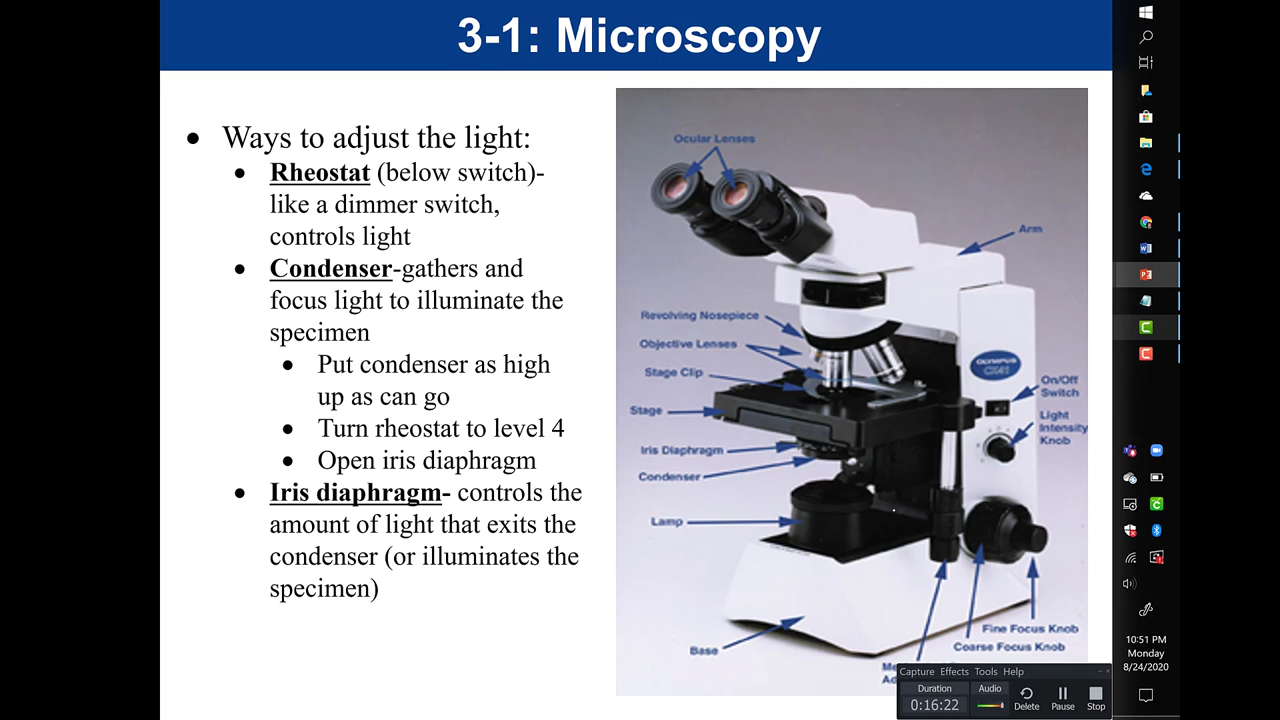 3-1: Microscopy
• Ways to adjust the light:
• Rheostat (below switch)-
like a dimmer switch,
controls light
• Condenser-gathers and
focus light to illuminate the
specimen
• Put condenser as high
up as can go
• Turn rheostat to level 4
• Open iris diaphragm
• Iris diaphragm- controls the
amount of light that exits the
condenser (or illuminates the
specimen)
Ocular Lenses
Arm
Revolving Nosepiece
Objective Lenses
Stage Clip
Stage
Iris Diaphragm
Condenser
Lamp
Base
OLYMPUS
CX41
On/Off
Switch
Light
Intensity
Knob
Fine Focus Knob
Coarse Focus Knob
Capture Effects Tools Help
Duration
0:16:22
Audio
Delete
Pause
Stop
10:51 PM
Monday
8/24/2020